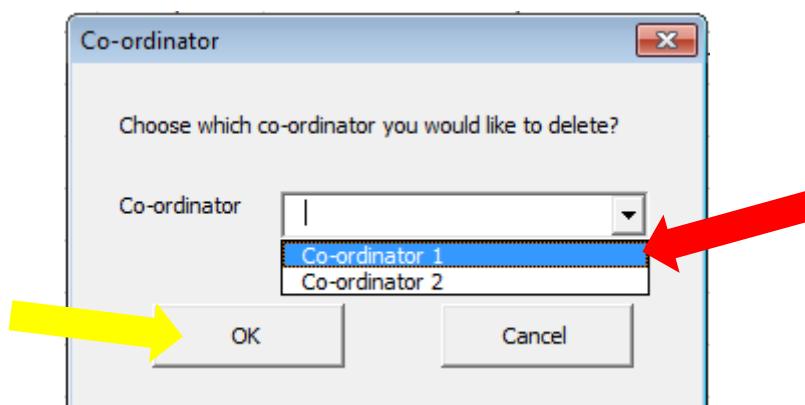 Co-ordinator
Choose which co-ordinator you would like to delete?
Co-ordinator
Co-ordinator 1
Co-ordinator 2
OK
Cancel